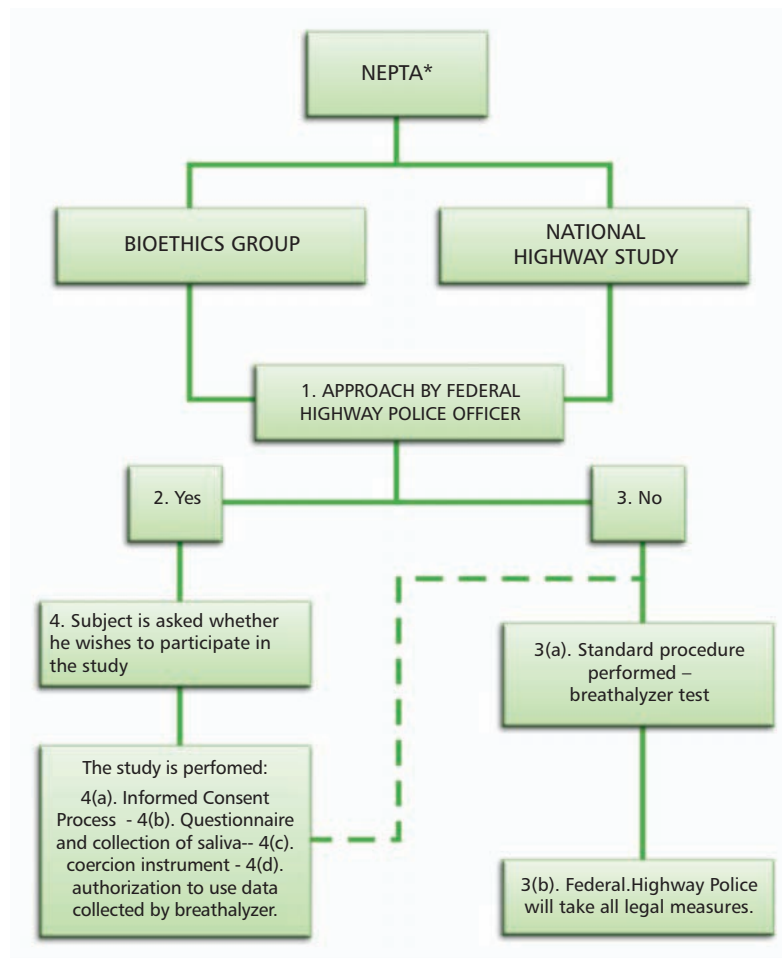 NEPTA*
BIOETHICS GROUP
NATIONAL
HIGHWAY STUDY
1. APPROACH BY FEDERAL
HIGHWAY POLICE OFFICER
2. Yes
3. No
4. Subject is asked whether
he wishes to participate in
the study
3(a). Standard procedure
performed –
breathalyzer test
The study is perfomed:
4(a). Informed Consent
Process - 4(b). Questionnaire
and collection of saliva-- 4(c).
coercion instrument - 4(d).
authorization to use data
collected by breathalyzer.
3(b). Federal.Highway Police
will take all legal measures.